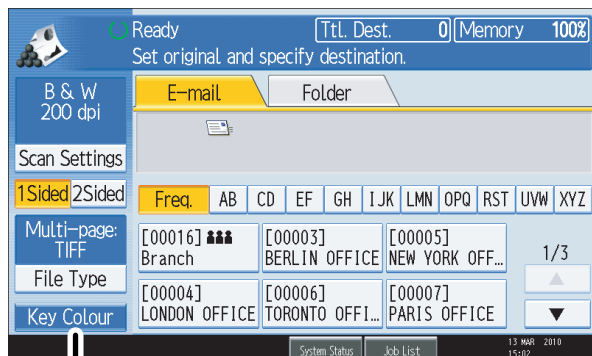 Ready
Ttl. Dest. 0
Memory 100%
Set original and specify destination.
B & W
200 dpi
Scan Settings
1Sided 2Sided
Multi-page:
TIFF
File Type
Key Colour
E-mail
Folder
Freq. AB CD EF GH IJK LMN OPQ RST UVW XYZ
[00016]
Branch
[00003]
BERLIN OFFICE
[00005]
NEW YORK OFF...
[00004]
LONDON OFFICE
[00006]
TORONTO OFFI...
[00007]
PARIS OFFICE
1/3
System Status
Job List
13 MAR 2010
15:02